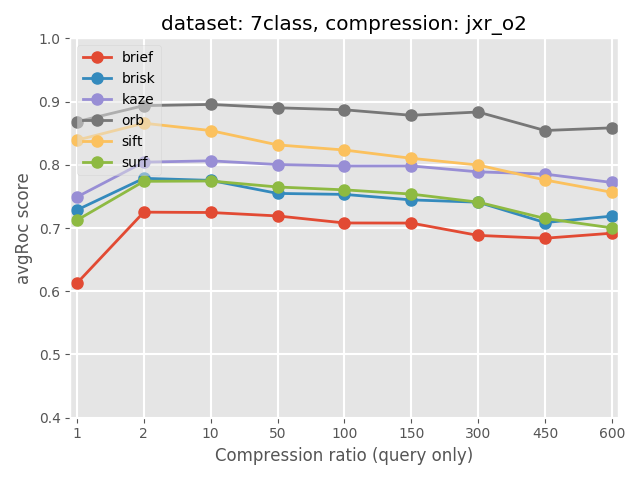 dataset: 7class, compression: jxr_o2
1.0
0.9
0.8
0.7
0.6
0.5
0.4
avgRoc score
brief
brisk
kaze
orb
sift
surf
1 2 10 50 100 150 300 450 600
Compression ratio (query only)